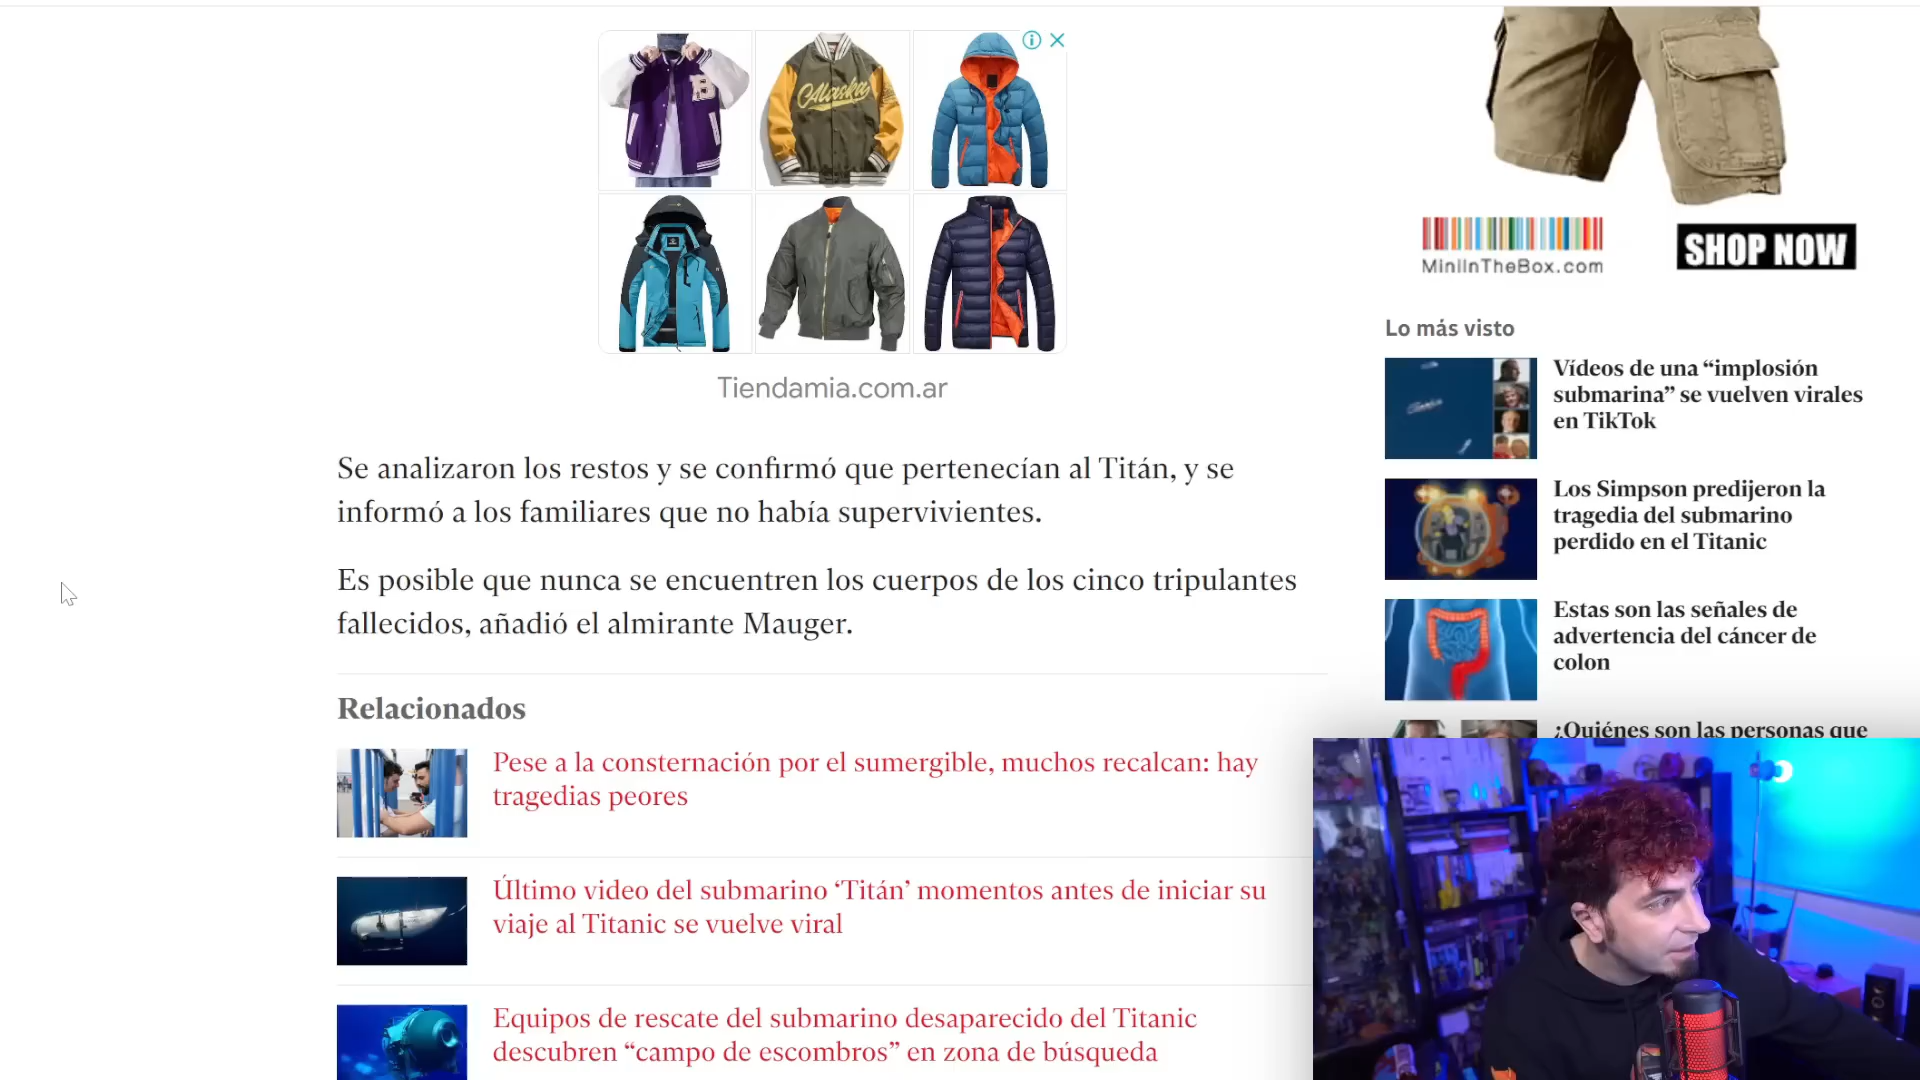 B
Alaska
Tiendamia.com.ar
Se analizaron los restos y se confirmó que pertenecían al Titán, y se
informó a los familiares que no había supervivientes.
Es posible que nunca se encuentren los cuerpos de los cinco tripulantes
fallecidos, añadió el almirante Mauger.
Relacionados
Pese a la consternación por el sumergible, muchos recalcan: hay
tragedias peores
Último video del submarino ‘Titán’ momentos antes de iniciar su
viaje al Titanic se vuelve viral
Equipos de rescate del submarino desaparecido del Titanic
descubren “campo de escombros” en zona de búsqueda
MiniInTheBox.com
SHOP NOW
Lo más visto
Vídeos de una “implosión
submarina” se vuelven virales
en TikTok
Los Simpson predijeron la
tragedia del submarino
perdido en el Titanic
Estas son las señales de
advertencia del cáncer de
colon
¿Quiénes son las personas que